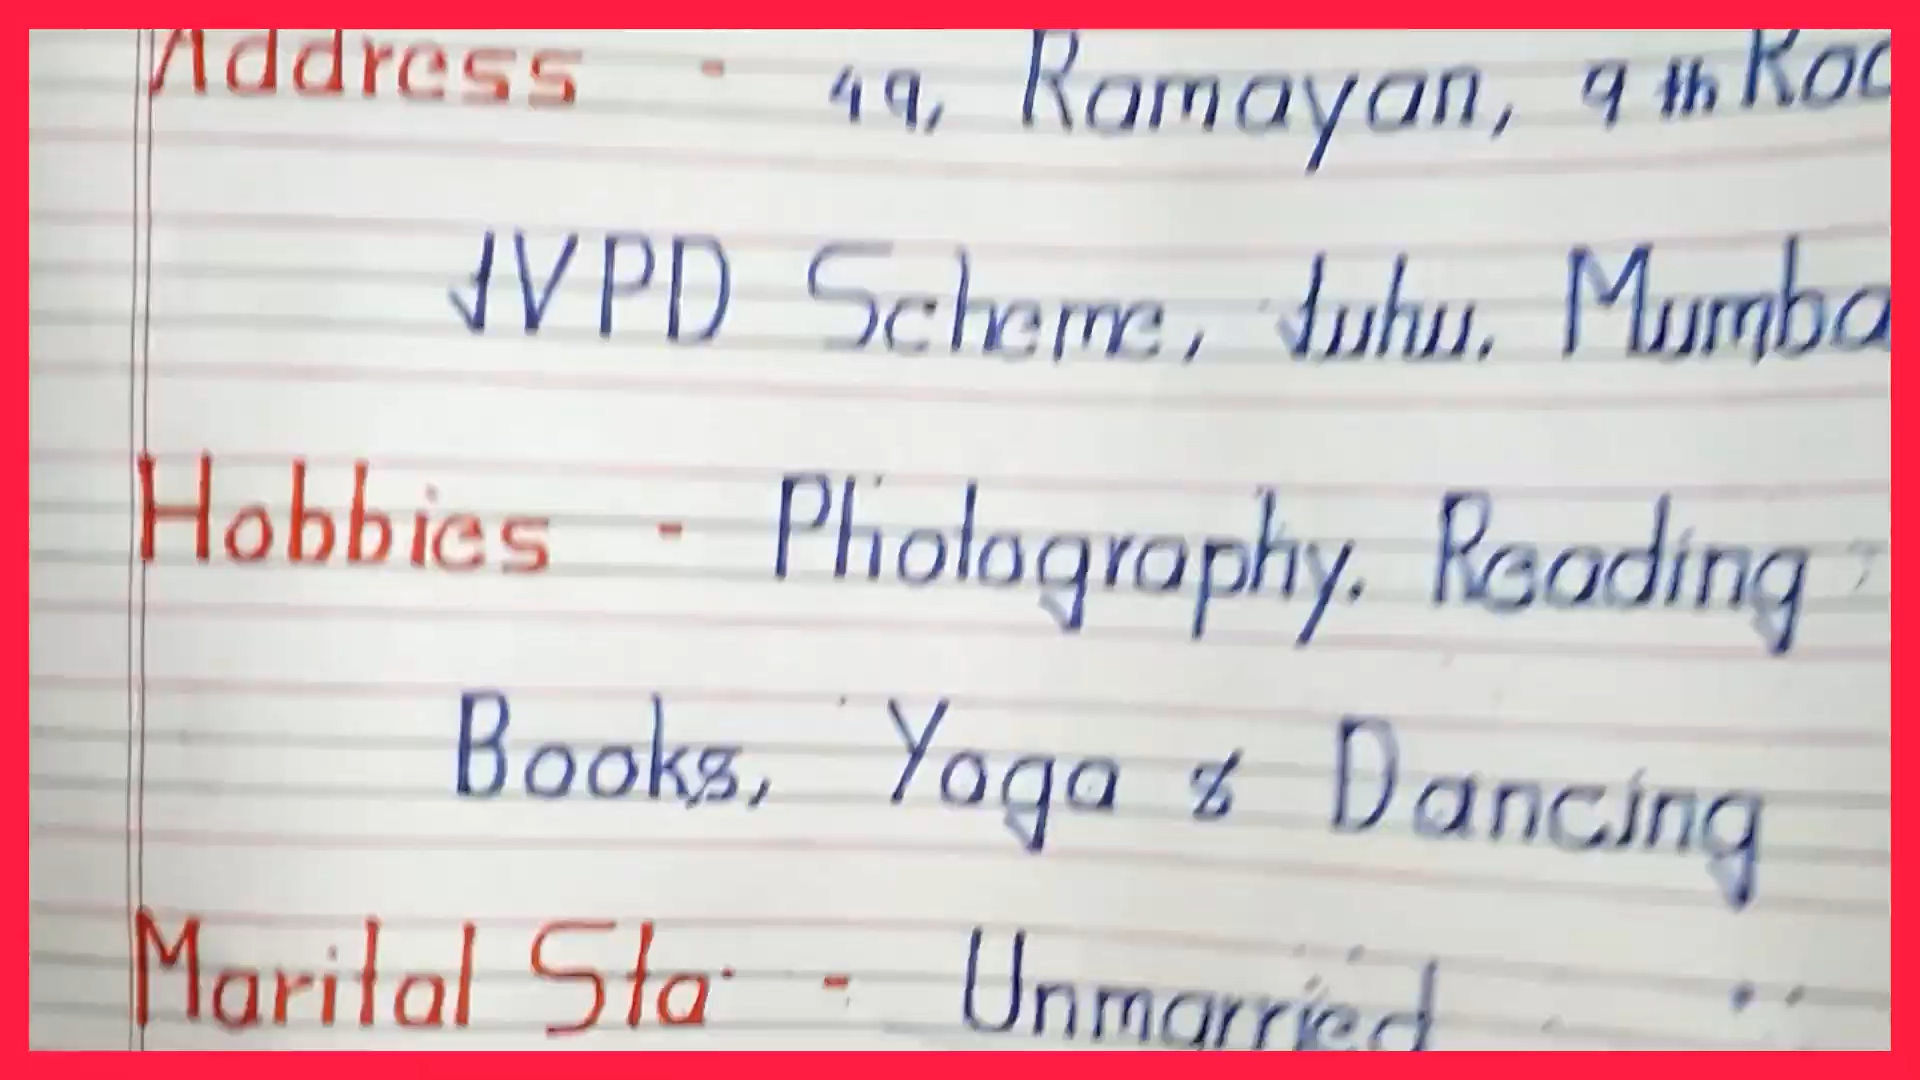 Address - 49, Ramayan, 9th Roa
JVPD Scheme, Juhu, Mumba
Hobbies - Photography, Reading
Books, Yoga & Dancing
Marital Sta - Unmarried